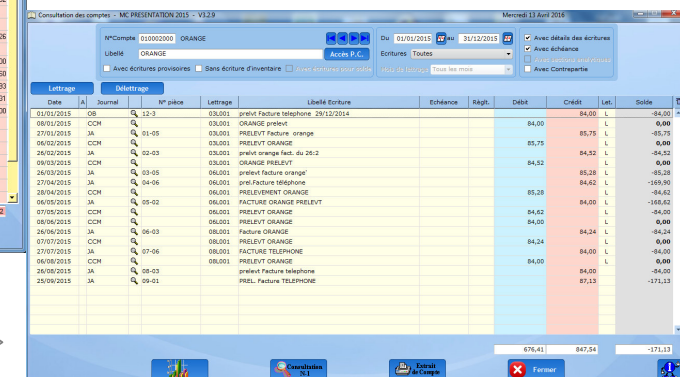 Consultation des comptes - MC PRESENTATION 2015 - V3.2.9 Mercredi 13 Avril 2016
N°Compte 010002000 ORANGE Du 01/01/2015 au 31/12/2015 Avec détails des écritures
Libellé ORANGE Accès P.C. Ecritures Toutes Avec échéance
Avec écritures provisoires Sans écriture d'inventaire Mois de lettrage Tous les mois Avec Contrepartie
Lettrage Délettrage
Date A Journal N° pièce Lettrage Libellé Ecriture Echéance Règlt. Débit Crédit Let. Solde
01/01/2015 OB 12-3 03L001 prelvt Facture telephone 29/12/2014 84,00 L -84,00
08/01/2015 CCM 03L001 ORANGE prelevt 84,00 L 0,00
27/01/2015 JA 01-05 03L001 PRELEVT Facture orange 85,75 L -85,75
06/02/2015 CCM 03L001 PRELEVT ORANGE 85,75 L 0,00
26/02/2015 JA 02-03 03L001 prelvt orange fact. du 26:2 84,52 L -84,52
09/03/2015 CCM 03L001 ORANGE PRELEVT 84,52 L 0,00
26/03/2015 JA 03-05 06L001 prelevt facture orange' 85,28 L -85,28
27/04/2015 JA 04-06 06L001 prel.Facture téléphone 84,62 L -169,90
28/04/2015 CCM 06L001 PRELEVEMENT ORANGE 85,28 L -84,62
06/05/2015 JA 05-02 06L001 FACTURE ORANGE PRELEVT 84,00 L -168,62
07/05/2015 CCM 06L001 PRELEVT ORANGE 84,62 L -84,00
08/06/2015 CCM 06L001 PRELEVT ORANGE 84,00 L 0,00
26/06/2015 JA 06-03 08L001 Facture ORANGE 84,24 L -84,24
07/07/2015 CCM 08L001 PRELEVT ORANGE 84,24 L 0,00
27/07/2015 JA 07-06 08L001 FACTURE TELEPHONE 84,00 L -84,00
06/08/2015 CCM 08L001 PRELEVT ORANGE 84,00 L 0,00
26/08/2015 JA 08-03 prelevt Facture telephone 84,00 -84,00
25/09/2015 JA 09-01 PREL. Facture TELEPHONE 87,13 -171,13
676,41 847,54 -171,13
Consultation N-1 Extrait de Compte Fermer